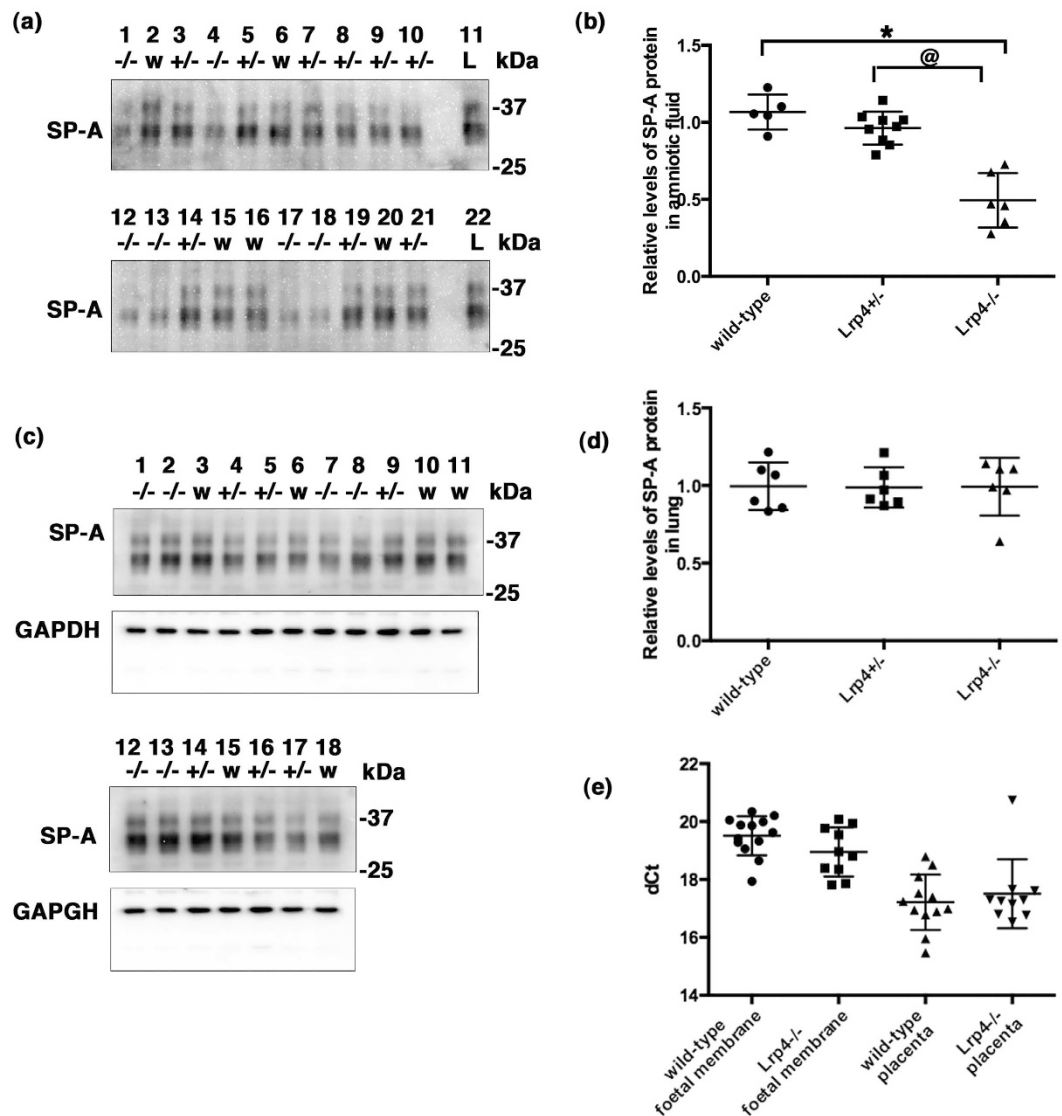 (a)
1 2 3 4 5 6 7 8 9 10 11
-/- w +/- -/- +/- w +/- +/- +/- +/- L kDa
SP-A
-37
-25
12 13 14 15 16 17 18 19 20 21 22
-/- -/- +/- w w -/- -/- +/- w +/- L kDa
SP-A
-37
-25
(b)
Relative levels of SP-A protein
in amniotic fluid
1.5
1.0
0.5
0.0
*
@
wild-type
Lrp4+/-
Lrp4-/-
(c)
1 2 3 4 5 6 7 8 9 10 11
-/- -/- w +/- +/- w -/- -/- +/- w w kDa
SP-A
-37
-25
GAPDH
12 13 14 15 16 17 18
-/- -/- +/- w +/- +/- w kDa
SP-A
-37
-25
GAPGH
(d)
Relative levels of SP-A protein
in lung
1.5
1.0
0.5
0.0
wild-type
Lrp4+/-
Lrp4-/-
(e)
dCt
22
20
18
16
14
wild-type
foetal membrane
Lrp4-/-
foetal membrane
wild-type
placenta
Lrp4-/-
placenta